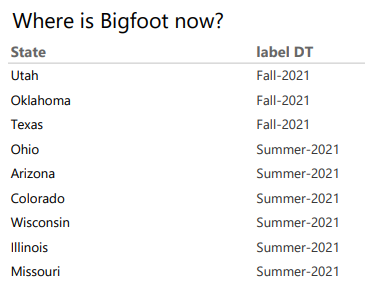 Where is Bigfoot now?
State label DT
Utah Fall-2021
Oklahoma Fall-2021
Texas Fall-2021
Ohio Summer-2021
Arizona Summer-2021
Colorado Summer-2021
Wisconsin Summer-2021
Illinois Summer-2021
Missouri Summer-2021